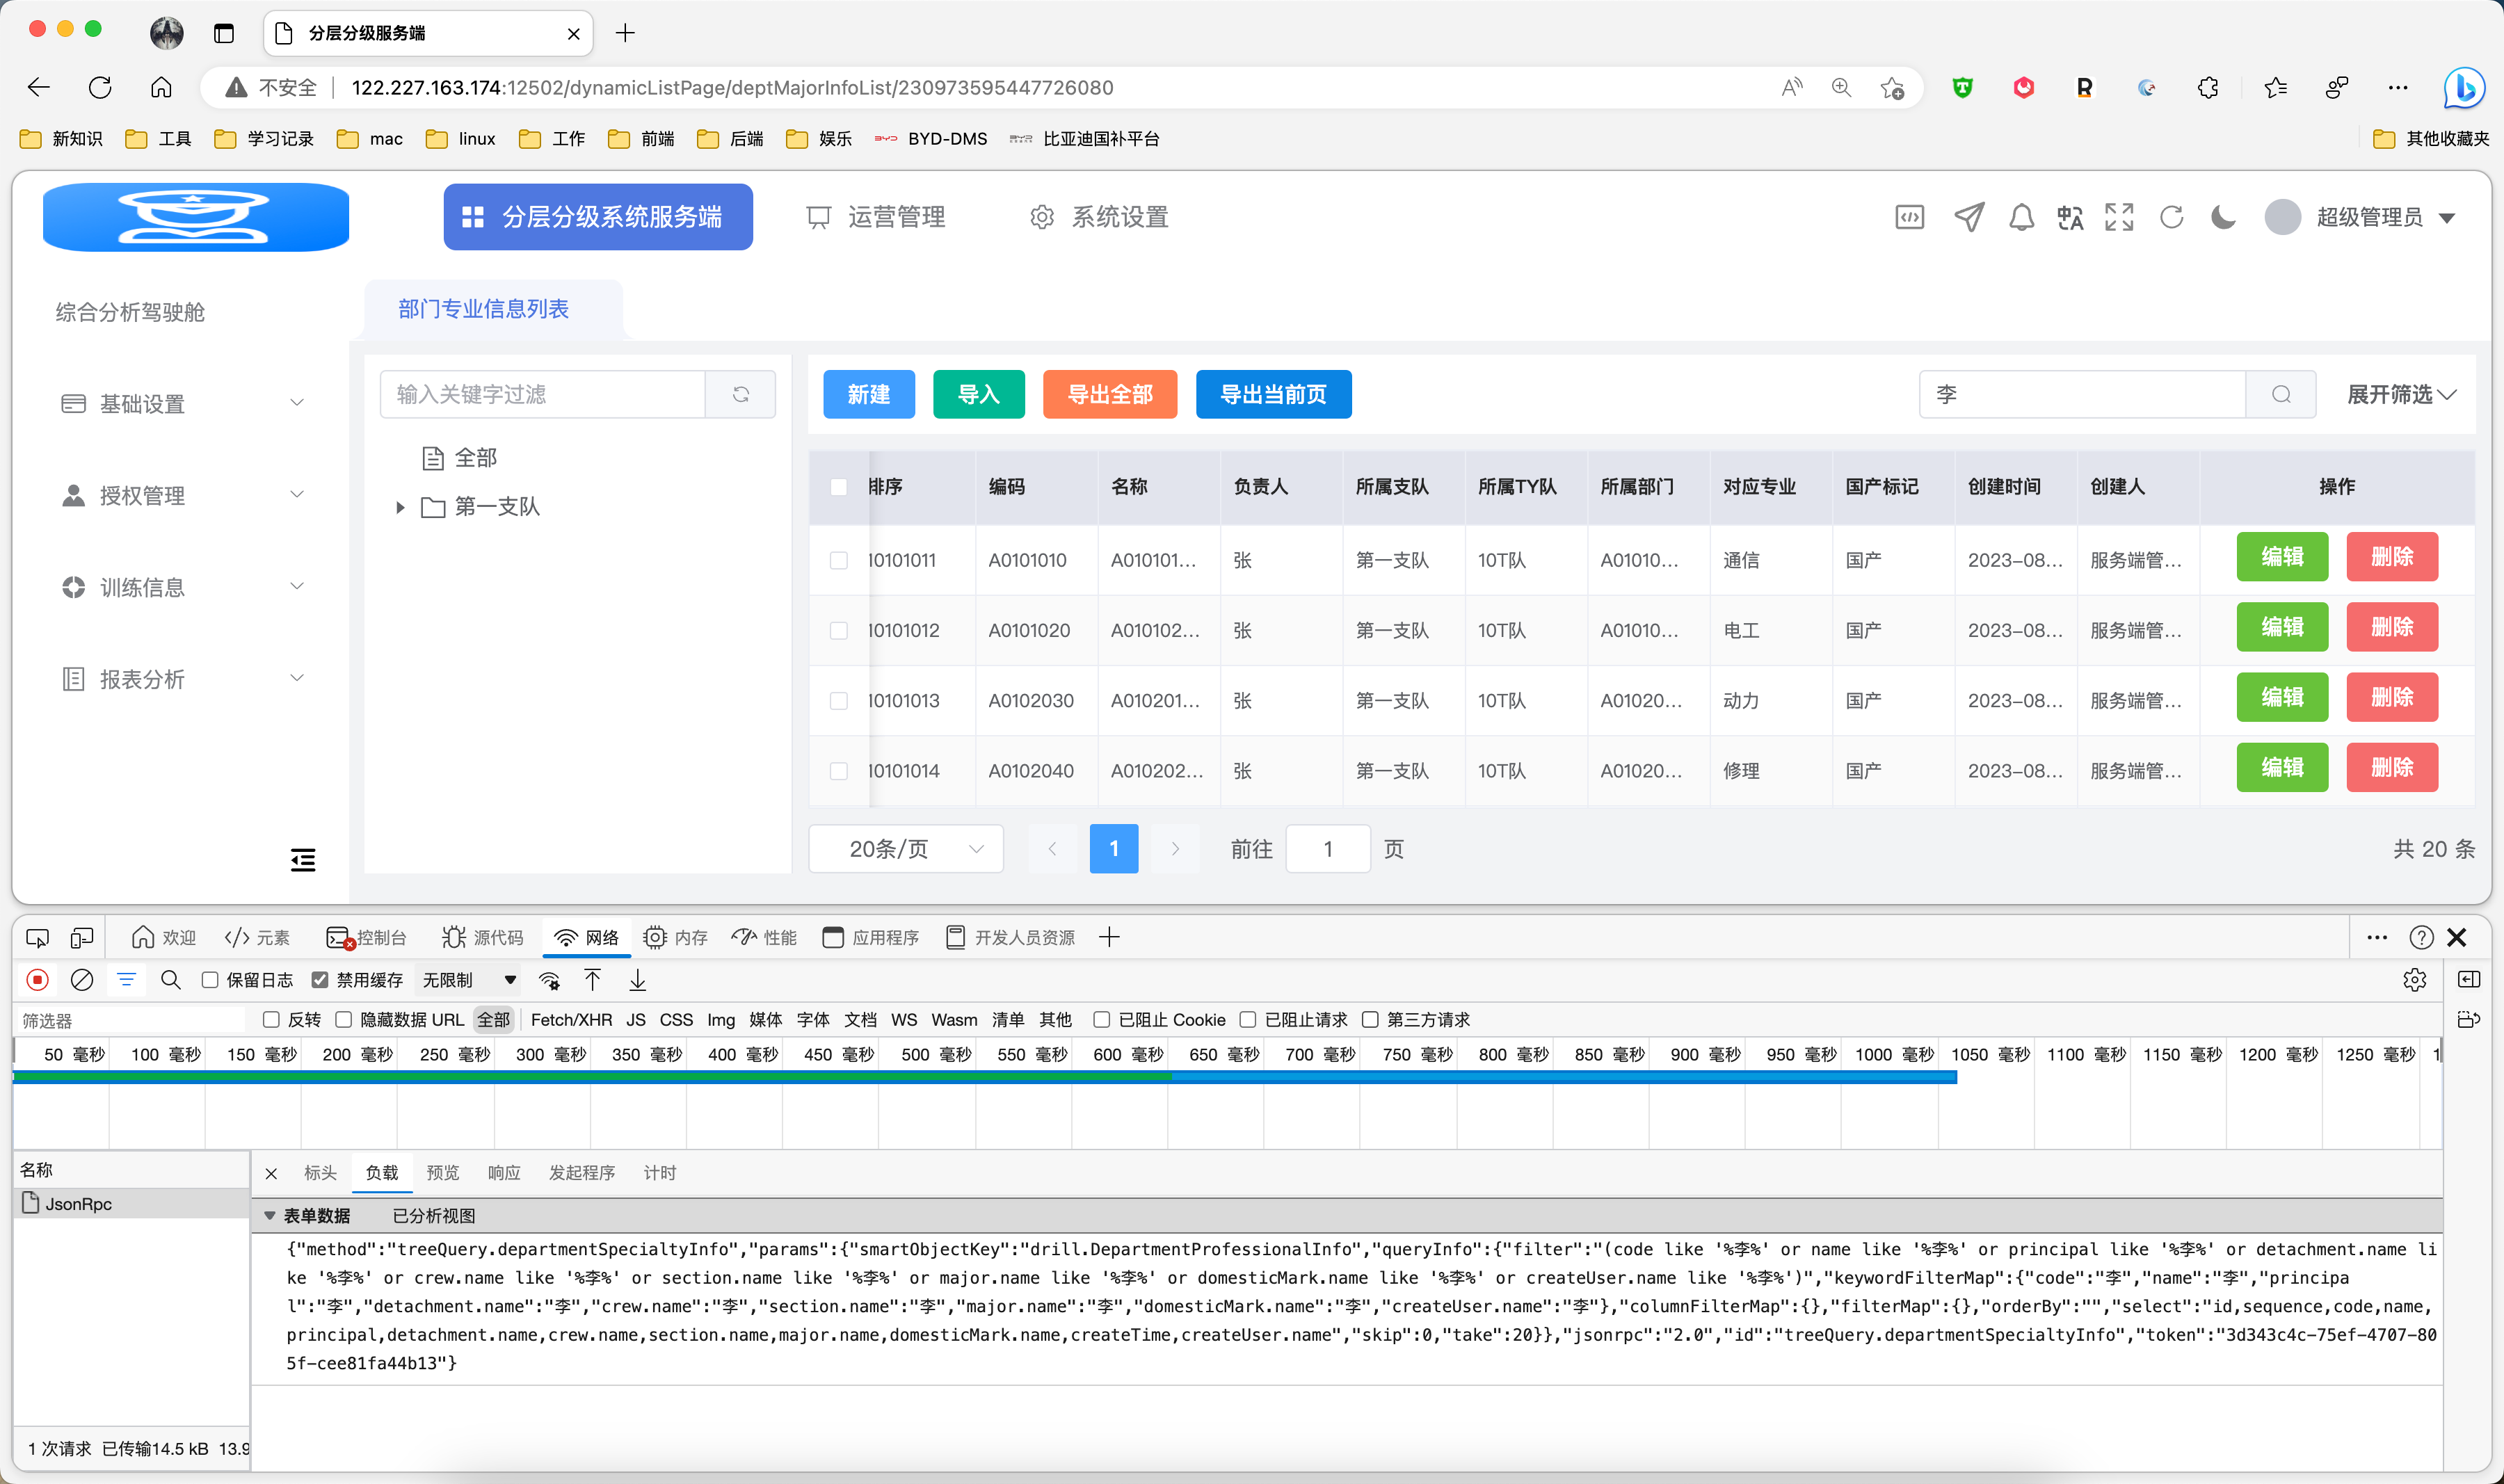 分层分级服务端
不安全 122.227.163.174:12502/dynamicListPage/deptMajorInfoList/230973595447726080
新知识 工具 学习记录 mac linux 工作 前端 后端 娱乐 BYD-DMS 比亚迪国补平台 其他收藏夹
分层分级系统服务端 运营管理 系统设置 超级管理员
综合分析驾驶舱
基础设置
授权管理
训练信息
报表分析
部门专业信息列表
输入关键字过滤
全部
第一支队
新建 导入 导出全部 导出当前页 李 展开筛选
排序 编码 名称 负责人 所属支队 所属TY队 所属部门 对应专业 国产标记 创建时间 创建人 操作
10101011 A0101010 A010101... 张 第一支队 10T队 A01010... 通信 国产 2023-08... 服务端管... 编辑 删除
10101012 A0101020 A010102... 张 第一支队 10T队 A01010... 电工 国产 2023-08... 服务端管... 编辑 删除
10101013 A0102030 A010201... 张 第一支队 10T队 A01020... 动力 国产 2023-08... 服务端管... 编辑 删除
10101014 A0102040 A010202... 张 第一支队 10T队 A01020... 修理 国产 2023-08... 服务端管... 编辑 删除
20条/页 1 前往 1 页 共 20 条
欢迎 元素 控制台 源代码 网络 内存 性能 应用程序 开发人员资源
保留日志 禁用缓存 无限制
筛选器 反转 隐藏数据 URL 全部 Fetch/XHR JS CSS Img 媒体 字体 文档 WS Wasm 清单 其他 已阻止 Cookie 已阻止请求 第三方请求
50 毫秒 100 毫秒 150 毫秒 200 毫秒 250 毫秒 300 毫秒 350 毫秒 400 毫秒 450 毫秒 500 毫秒 550 毫秒 600 毫秒 650 毫秒 700 毫秒 750 毫秒 800 毫秒 850 毫秒 900 毫秒 950 毫秒 1000 毫秒 1050 毫秒 1100 毫秒 1150 毫秒 1200 毫秒 1250 毫秒
名称
JsonRpc
标头 负载 预览 响应 发起程序 计时
表单数据 已分析视图
{"method":"treeQuery.departmentSpecialtyInfo","params":{"smartObjectKey":"drill.DepartmentProfessionalInfo","queryInfo":{"filter":"(code like '%李%' or name like '%李%' or principal like '%李%' or detachment.name li
ke '%李%' or crew.name like '%李%' or section.name like '%李%' or major.name like '%李%' or domesticMark.name like '%李%' or createUser.name like '%李%')","keywordFilterMap":{"code":"李","name":"李","principa
l":"李","detachment.name":"李","crew.name":"李","section.name":"李","major.name":"李","domesticMark.name":"李","createUser.name":"李"},"columnFilterMap":{},"filterMap":{},"orderBy":"","select":"id,sequence,code,name,
principal,detachment.name,crew.name,section.name,major.name,domesticMark.name,createTime,createUser.name","skip":0,"take":20}},"jsonrpc":"2.0","id":"treeQuery.departmentSpecialtyInfo","token":"3d343c4c-75ef-4707-80
5f-cee81fa44b13"}
1 次请求 已传输14.5 kB 13.9